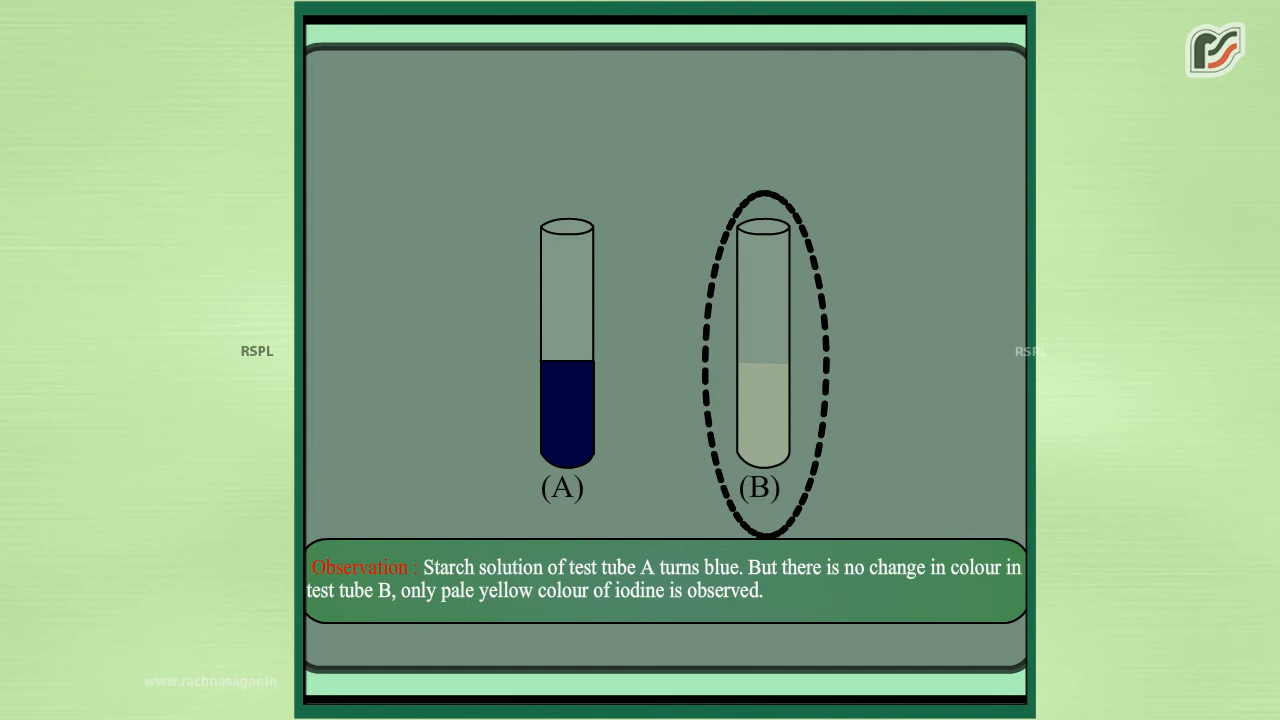 RSPL
RSPL
(A)
(B)
Observation : Starch solution of test tube A turns blue. But there is no change in colour in
test tube B, only pale yellow colour of iodine is observed.
www.rachnasagar.in